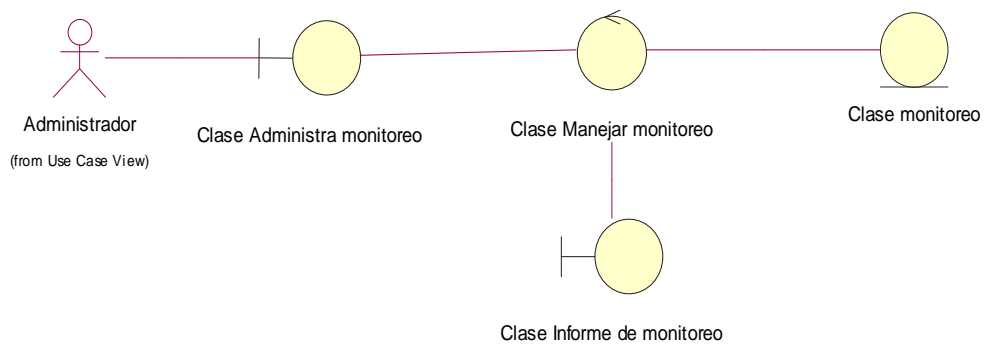 Administrador
(from Use Case View)
Clase Administra monitoreo
Clase Manejar monitoreo
Clase monitoreo
Clase Informe de monitoreo